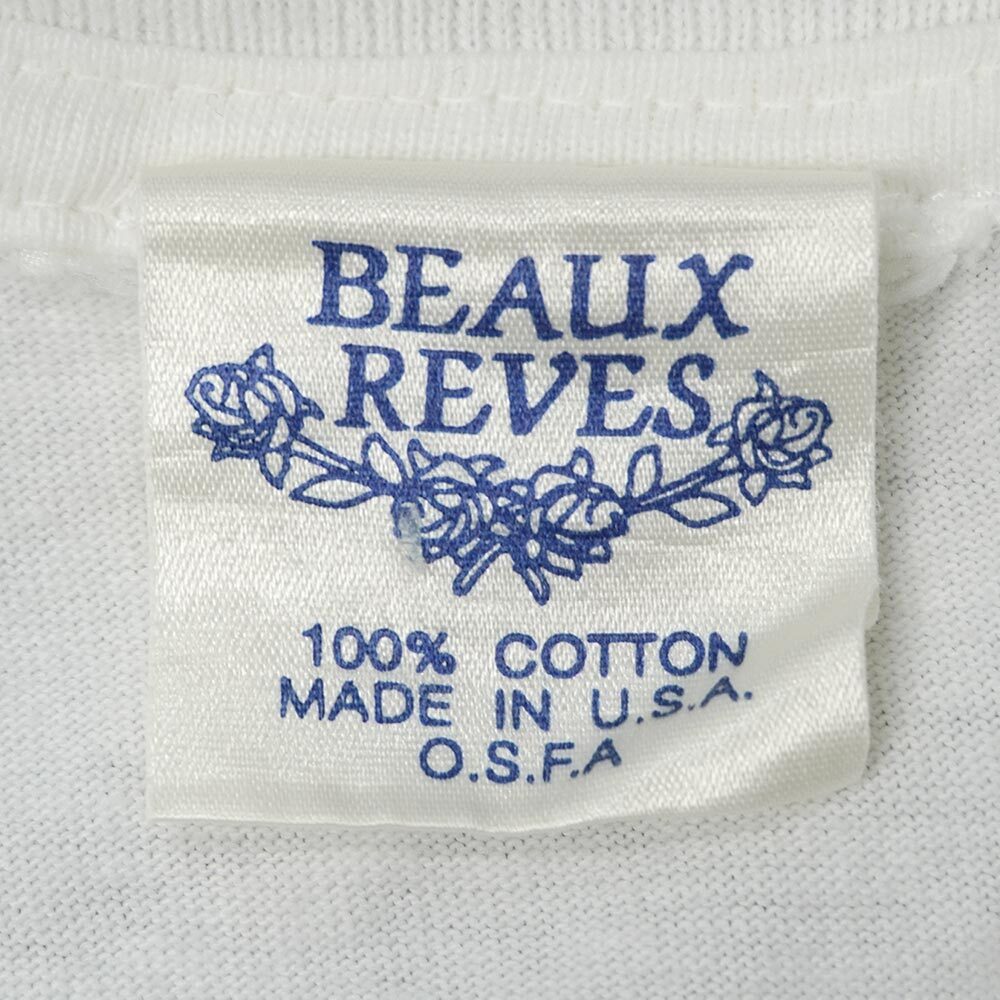 BEAUX
REVES
100% COTTON
MADE IN U.S.A.
O.S.F.A